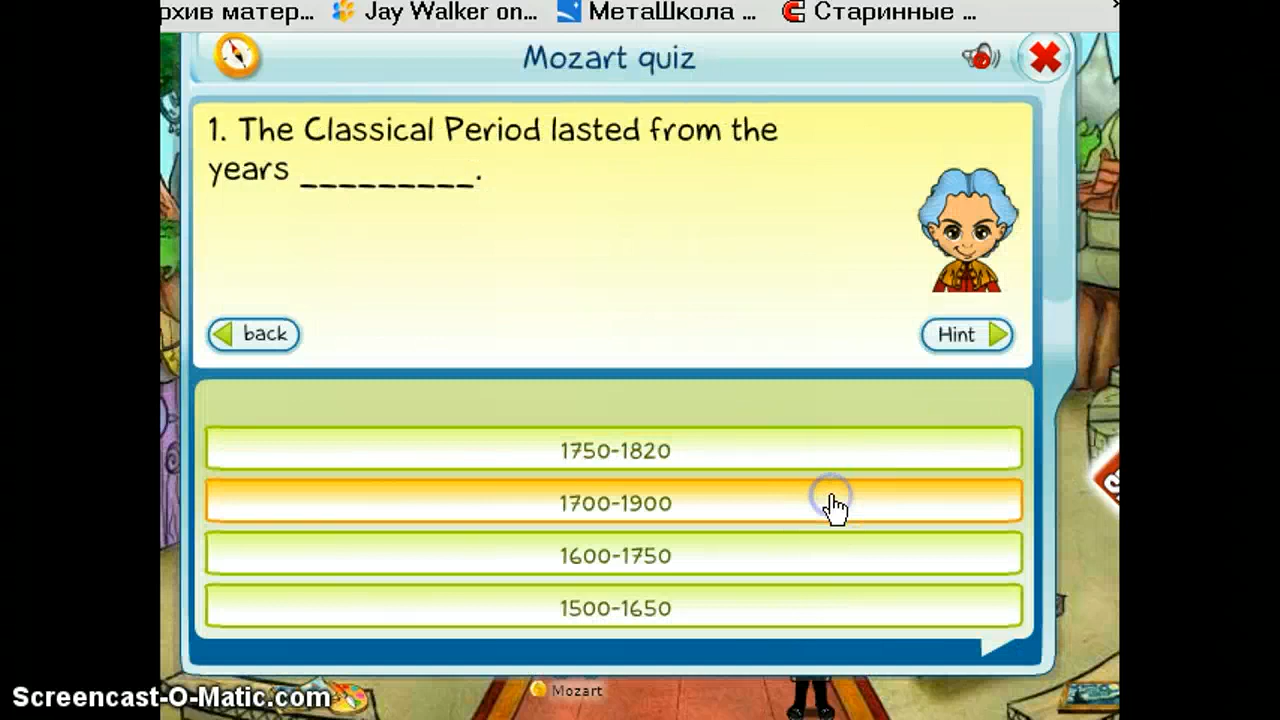 рхив матер... Jay Walker on... МетаШкола ... Старинные ...
Mozart quiz
1. The Classical Period lasted from the
years _________.
back
Hint
1750-1820
1700-1900
1600-1750
1500-1650
Mozart
Screencast-O-Matic.com